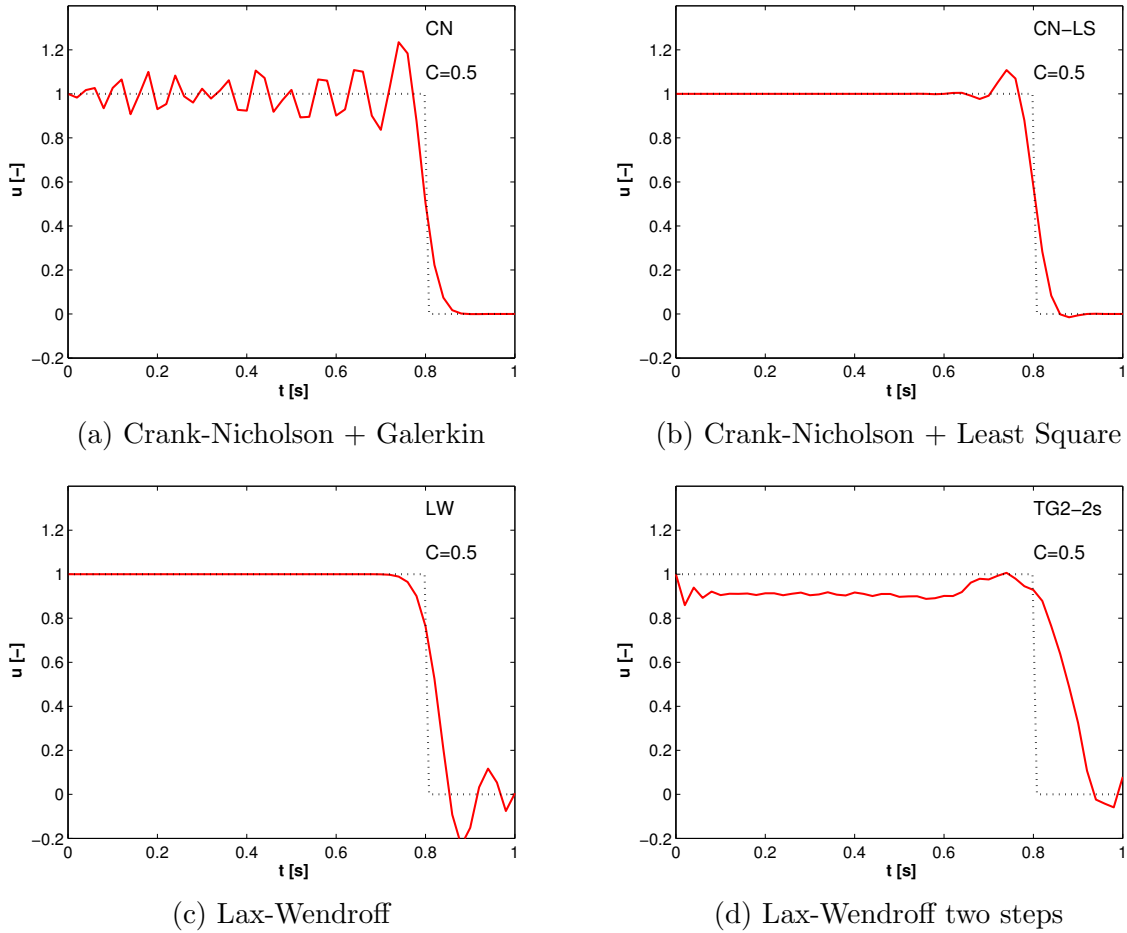 CN
C=0.5
1.2
1
0.8
0.6
0.4
0.2
0
−0.2
u [−]
0
0.2
0.4
0.6
0.8
1
t [s]
(a) Crank-Nicholson + Galerkin
CN−LS
C=0.5
1.2
1
0.8
0.6
0.4
0.2
0
−0.2
u [−]
0
0.2
0.4
0.6
0.8
1
t [s]
(b) Crank-Nicholson + Least Square
LW
C=0.5
1.2
1
0.8
0.6
0.4
0.2
0
−0.2
u [−]
0
0.2
0.4
0.6
0.8
1
t [s]
(c) Lax-Wendroff
TG2−2s
C=0.5
1.2
1
0.8
0.6
0.4
0.2
0
−0.2
u [−]
0
0.2
0.4
0.6
0.8
1
t [s]
(d) Lax-Wendroff two steps